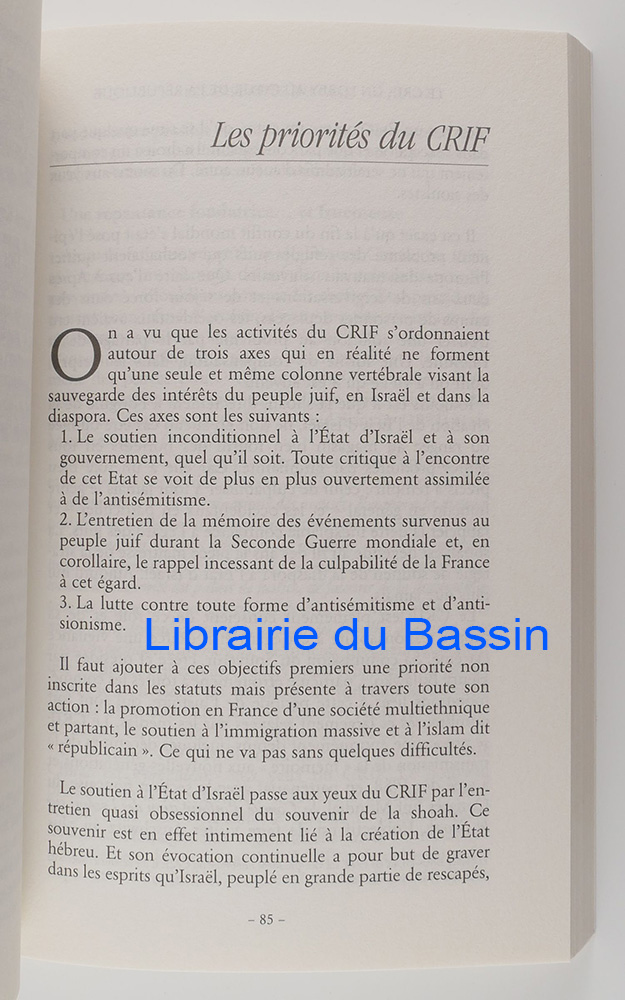 Les priorités du CRIF
On a vu que les activités du CRIF s'ordonnaient
autour de trois axes qui en réalité ne forment
qu'une seule et même colonne vertébrale visant la
sauvegarde des intérêts du peuple juif, en Israël et dans la
diaspora. Ces axes sont les suivants :
1. Le soutien inconditionnel à l'État d'Israël et à son
gouvernement, quel qu'il soit. Toute critique à l'encontre
de cet Etat se voit de plus en plus ouvertement assimilée
à de l'antisémitisme.
2. L'entretien de la mémoire des événements survenus au
peuple juif durant la Seconde Guerre mondiale et, en
corollaire, le rappel incessant de la culpabilité de la France
à cet égard.
3. La lutte contre toute forme d'antisémitisme et d'anti-
sionisme.
Librairie du Bassin
Il faut ajouter à ces objectifs premiers une priorité non
inscrite dans les statuts mais présente à travers toute son
action : la promotion en France d'une société multiethnique
et partant, le soutien à l'immigration massive et à l'islam dit
« républicain ». Ce qui ne va pas sans quelques difficultés.
Le soutien à l'État d'Israël passe aux yeux du CRIF par l'en-
tretien quasi obsessionnel du souvenir de la shoah. Ce
souvenir est en effet intimement lié à la création de l'État
hébreu. Et son évocation continuelle a pour but de graver
dans les esprits qu'Israël, peuplé en grande partie de rescapés,
– 85 –